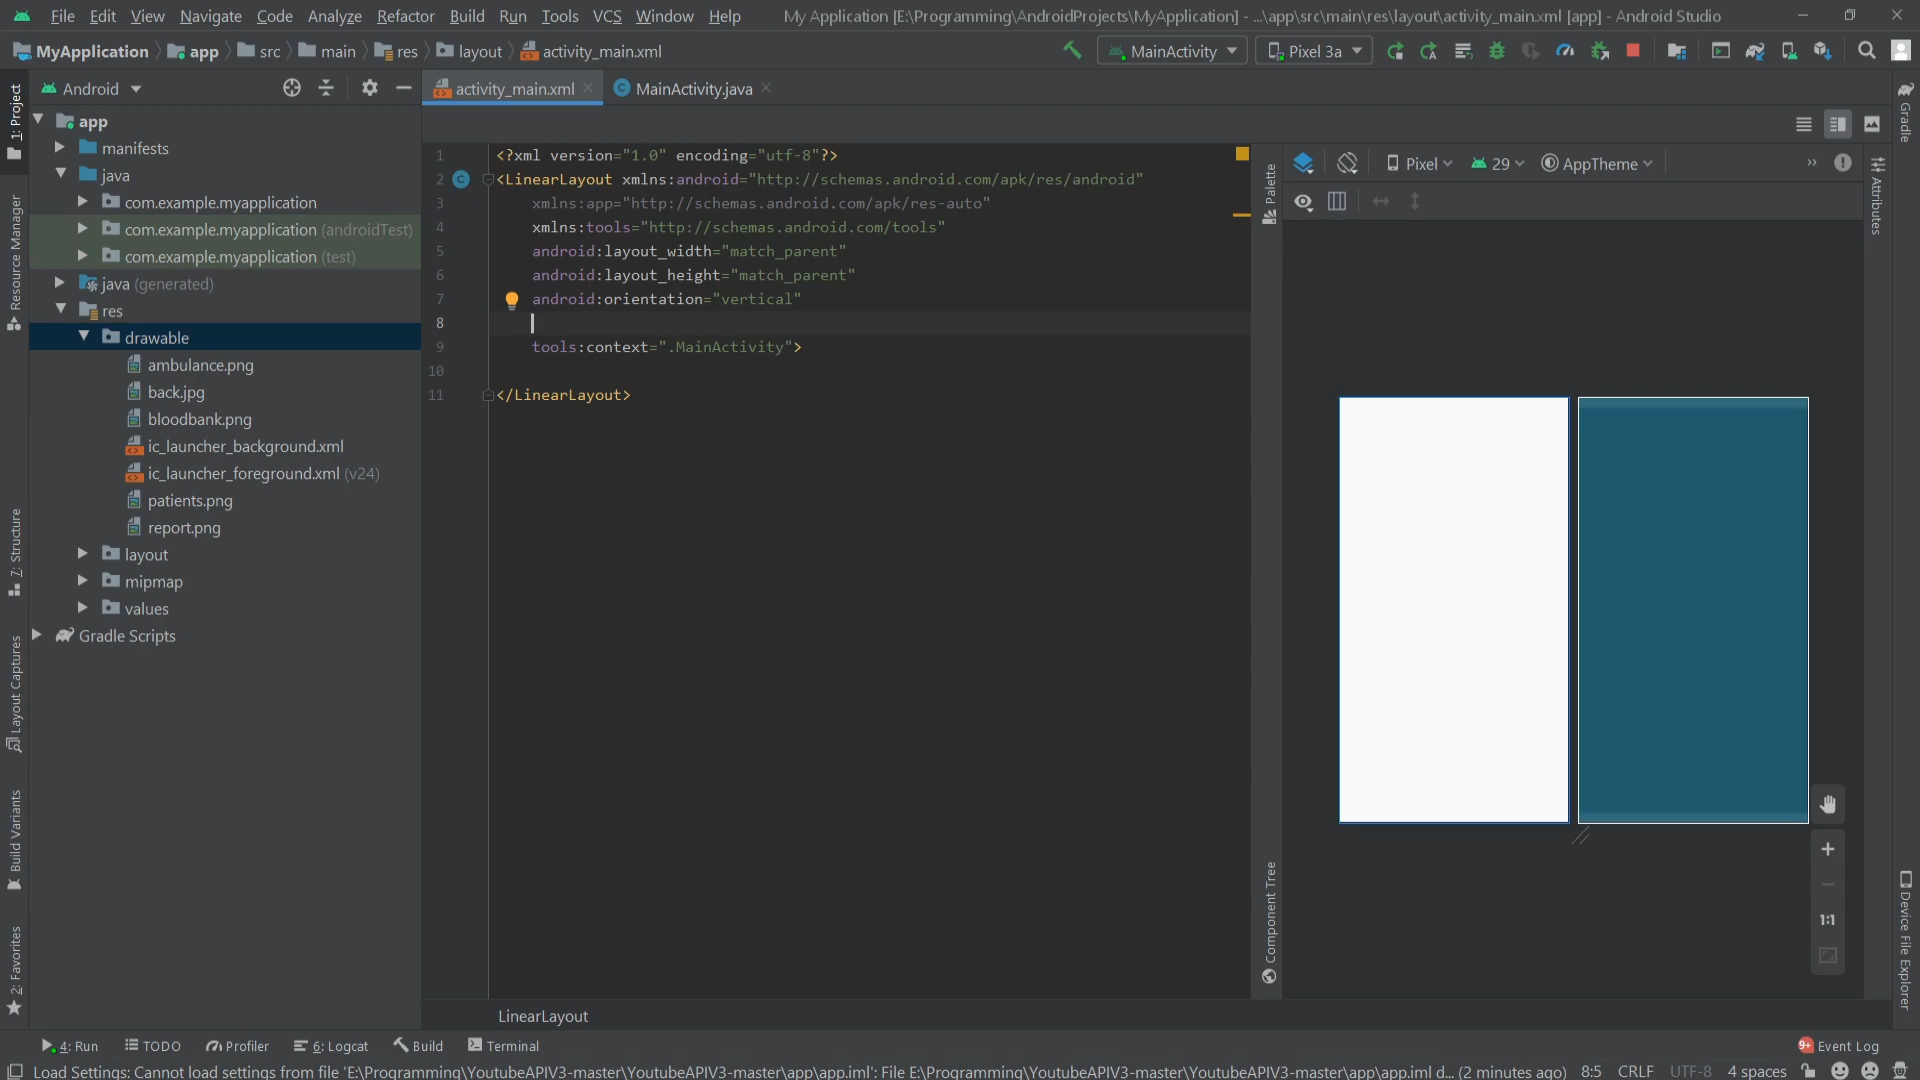 File Edit View Navigate Code Analyze Refactor Build Run Tools VCS Window Help My Application [E:\Programming\AndroidProjects\MyApplication] - ...\app\src\main\res\layout\activity_main.xml [app] - Android Studio
MyApplication app src main res layout activity_main.xml MainActivity Pixel 3a
Android activity_main.xml MainActivity.java
app
manifests
java
com.example.myapplication
com.example.myapplication (androidTest)
com.example.myapplication (test)
java (generated)
res
drawable
ambulance.png
back.jpg
bloodbank.png
ic_launcher_background.xml
ic_launcher_foreground.xml (v24)
patients.png
report.png
layout
mipmap
values
Gradle Scripts
1: Project
Resource Manager
7: Structure
Layout Captures
Build Variants
2: Favorites
1 <?xml version="1.0" encoding="utf-8"?>
2 <LinearLayout xmlns:android="http://schemas.android.com/apk/res/android"
3 xmlns:app="http://schemas.android.com/apk/res-auto"
4 xmlns:tools="http://schemas.android.com/tools"
5 android:layout_width="match_parent"
6 android:layout_height="match_parent"
7 android:orientation="vertical"
8
9 tools:context=".MainActivity">
10
11 </LinearLayout>
LinearLayout
Palette
Component Tree
Pixel 29 AppTheme
1:1
Gradle
Attributes
Device File Explorer
4: Run TODO Profiler 6: Logcat Build Terminal 9+ Event Log
Load Settings: Cannot load settings from file 'E:\Programming\YoutubeAPIV3-master\YoutubeAPIV3-master\app\app.iml': File E:\Programming\YoutubeAPIV3-master\YoutubeAPIV3-master\app\app.iml d... (2 minutes ago) 8:5 CRLF UTF-8 4 spaces